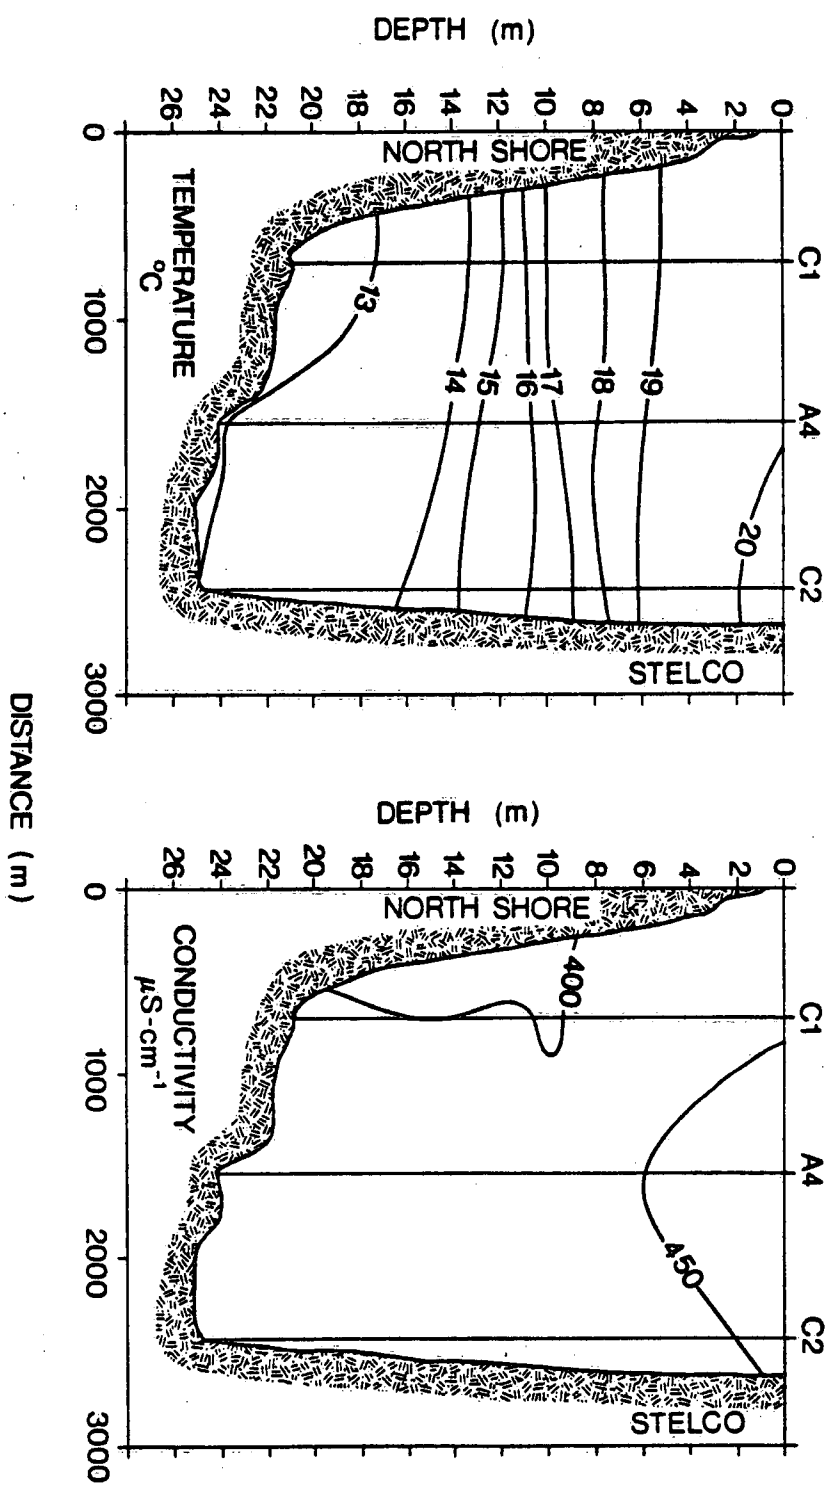 DEPTH (m)
0
2
4
6
8
10
12
14
16
18
20
22
24
26
C1
A4
C2
NORTH SHORE
STELCO
20
19
18
17
16
15
14
13
TEMPERATURE
°C
0
1000
2000
3000
DEPTH (m)
0
2
4
6
8
10
12
14
16
18
20
22
24
26
C1
A4
C2
NORTH SHORE
STELCO
400
450
CONDUCTIVITY
μS-cm⁻¹
0
1000
2000
3000
DISTANCE (m)